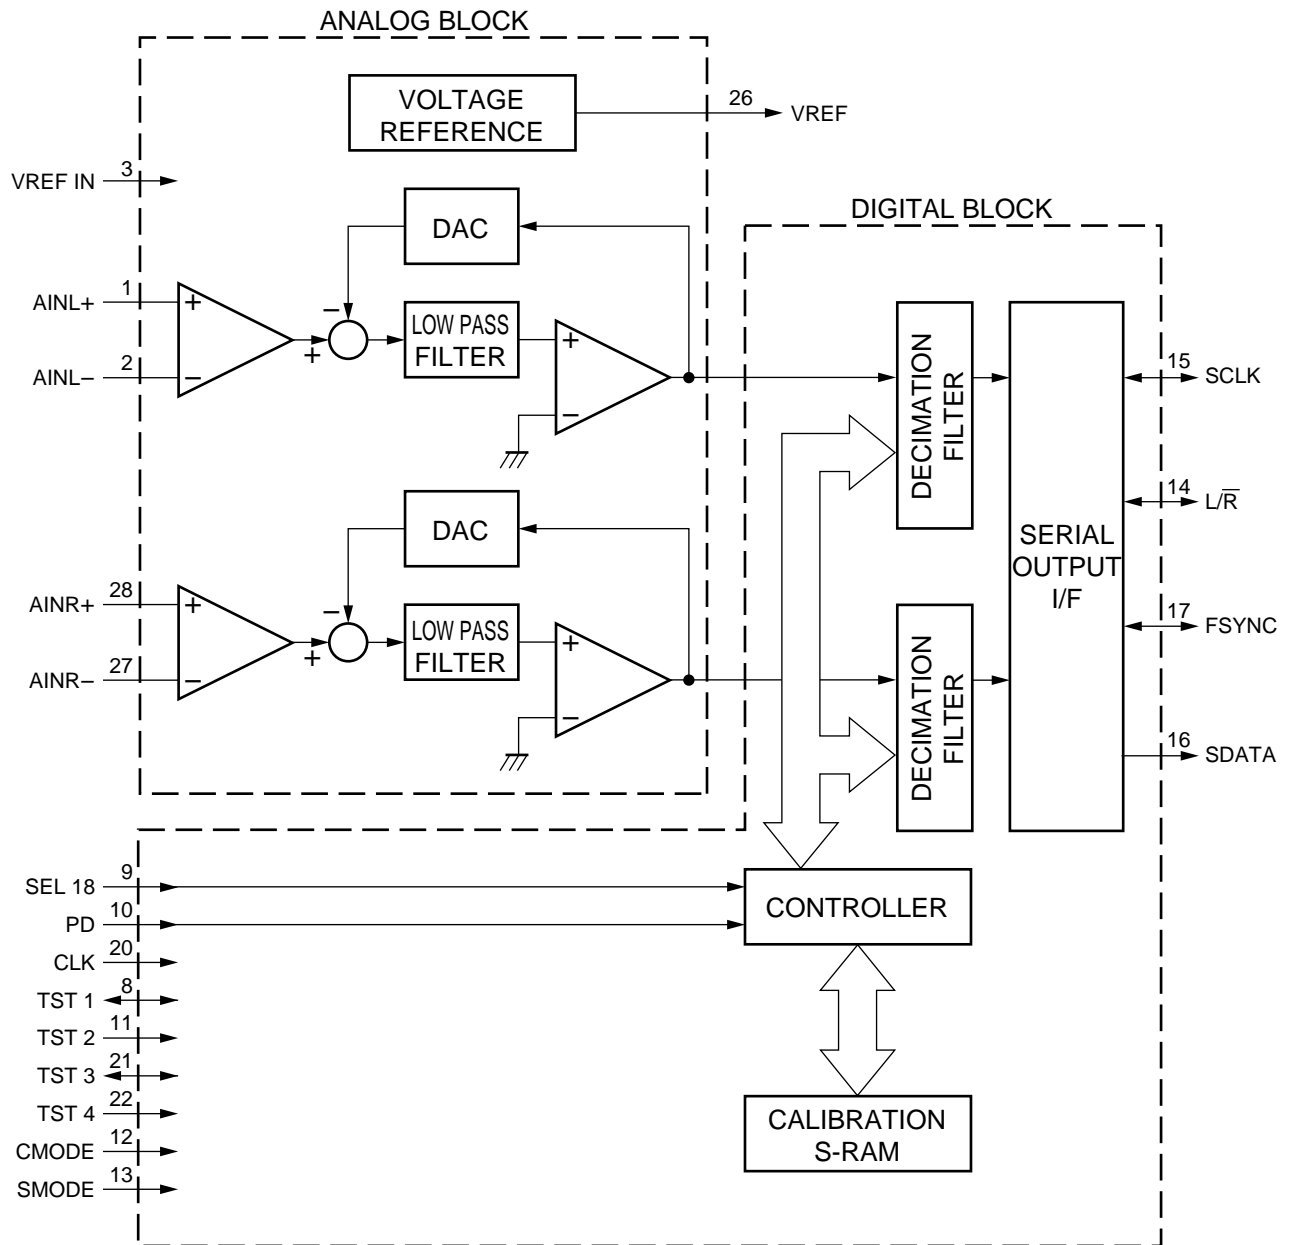 ANALOG BLOCK
VOLTAGE
REFERENCE
26
VREF
3
VREF IN
DAC
DIGITAL BLOCK
1
AINL+
+
−
+
−
LOW PASS
FILTER
+
−
2
AINL−
DECIMATION
FILTER
15
SCLK
14
L/R̅
DAC
28
AINR+
+
−
+
−
LOW PASS
FILTER
+
−
27
AINR−
DECIMATION
FILTER
SERIAL
OUTPUT
I/F
17
FSYNC
16
SDATA
9
SEL 18
10
PD
CONTROLLER
20
CLK
8
TST 1
11
TST 2
21
TST 3
22
TST 4
12
CMODE
13
SMODE
CALIBRATION
S-RAM